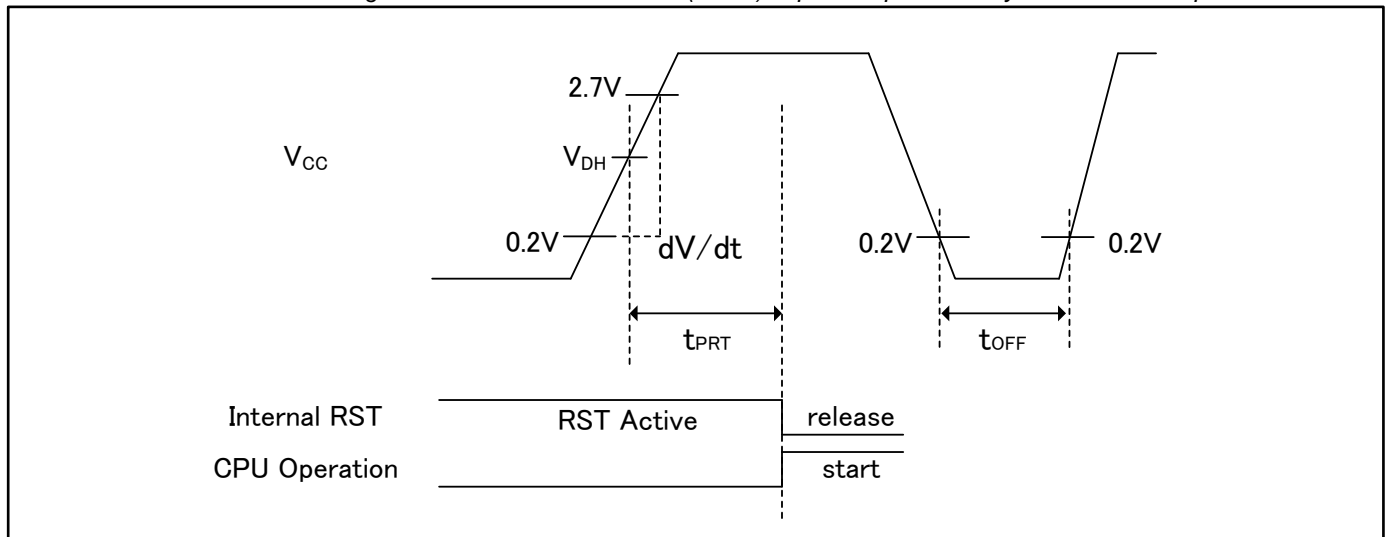 2.7V
VCC
VDH
0.2V
dV/dt
0.2V
0.2V
tPRT
tOFF
Internal RST
RST Active
release
CPU Operation
start